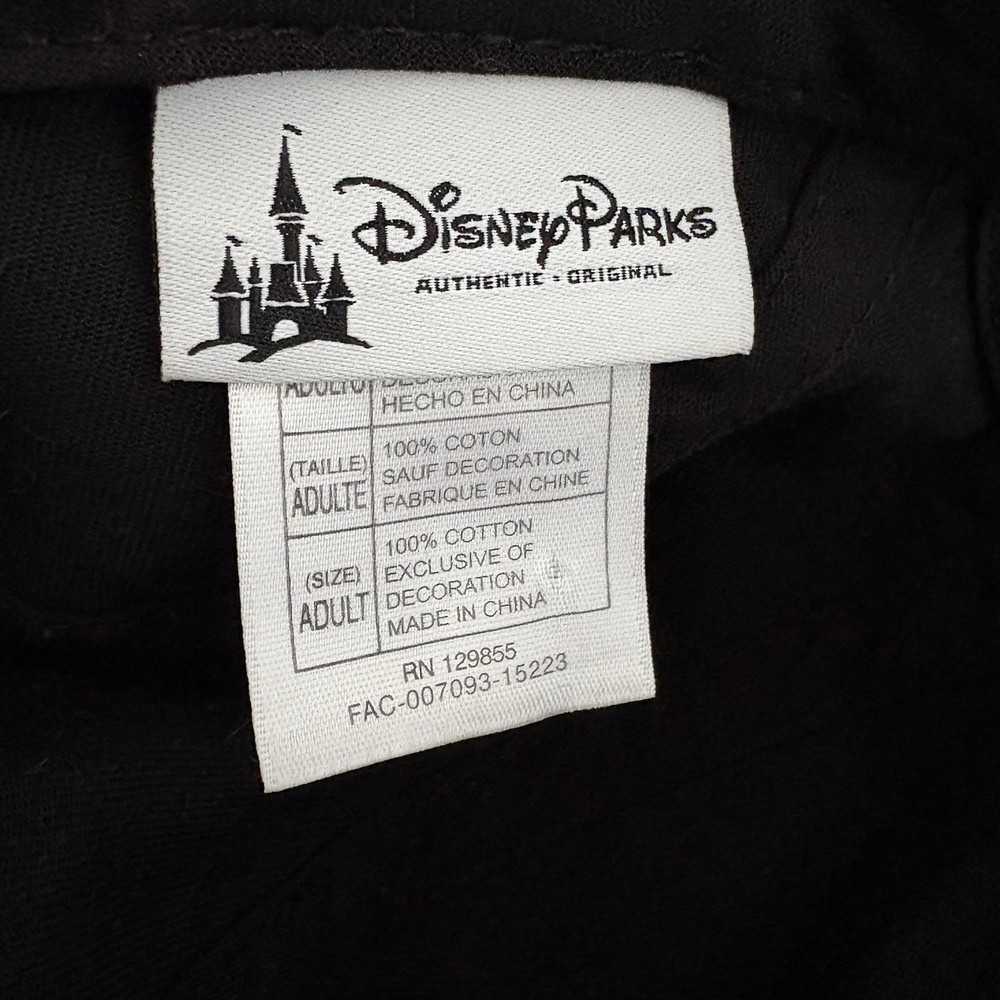 DISNEY PARKS
AUTHENTIC • ORIGINAL
ADULTO
HECHO EN CHINA
(TAILLE)
ADULTE
100% COTON
SAUF DECORATION
FABRIQUE EN CHINE
(SIZE)
ADULT
100% COTTON
EXCLUSIVE OF
DECORATION
MADE IN CHINA
RN 129855
FAC-007093-15223